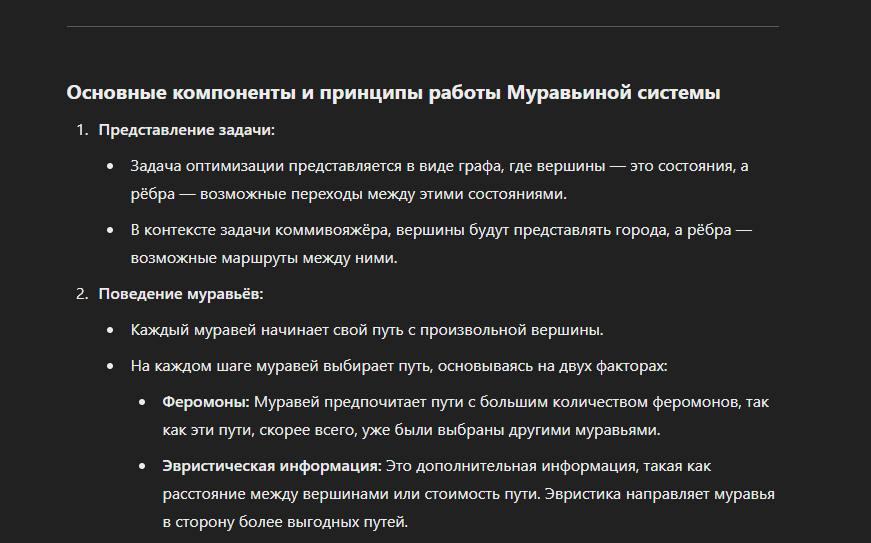 Основные компоненты и принципы работы Муравьиной системы
1. Представление задачи:
• Задача оптимизации представляется в виде графа, где вершины — это состояния, а
рёбра — возможные переходы между этими состояниями.
• В контексте задачи коммивояжёра, вершины будут представлять города, а рёбра —
возможные маршруты между ними.
2. Поведение муравьёв:
• Каждый муравей начинает свой путь с произвольной вершины.
• На каждом шаге муравей выбирает путь, основываясь на двух факторах:
• Феромоны: Муравей предпочитает пути с большим количеством феромонов, так
как эти пути, скорее всего, уже были выбраны другими муравьями.
• Эвристическая информация: Это дополнительная информация, такая как
расстояние между вершинами или стоимость пути. Эвристика направляет муравья
в сторону более выгодных путей.